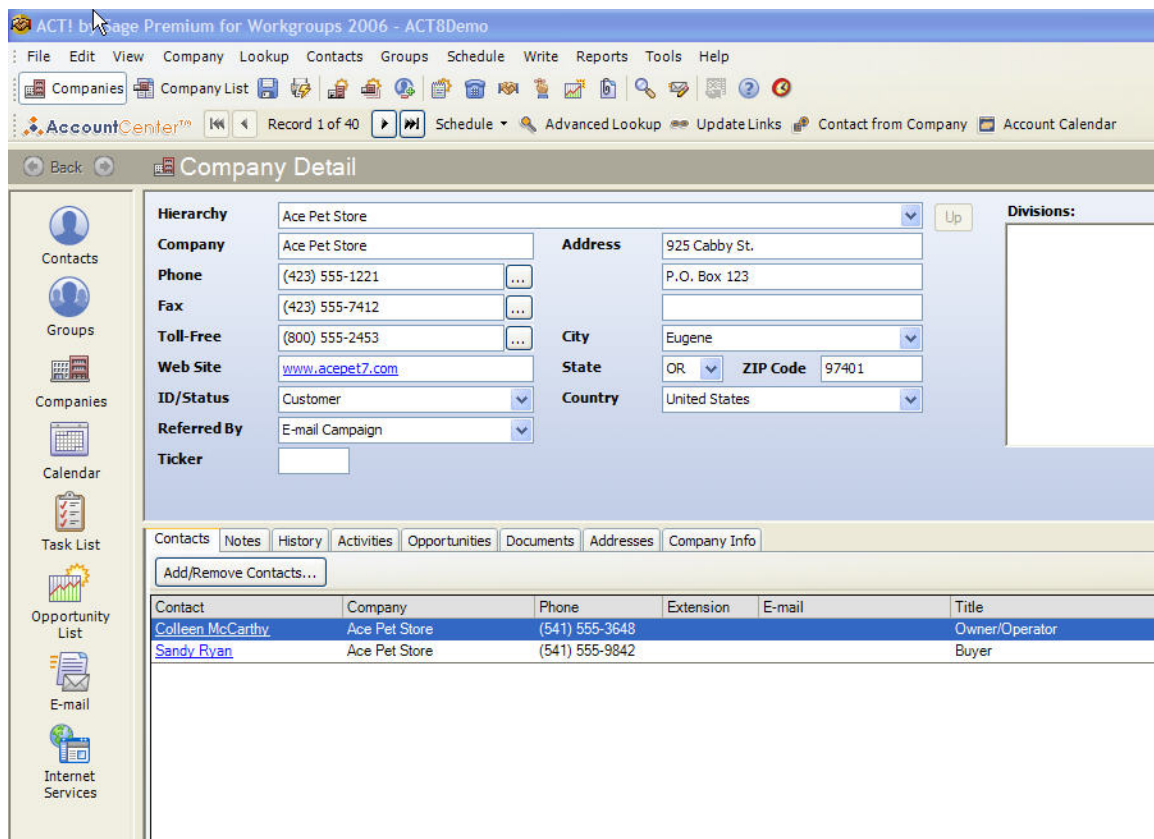 ACT! by Sage Premium for Workgroups 2006 - ACT8Demo
File Edit View Company Lookup Contacts Groups Schedule Write Reports Tools Help
Companies Company List
AccountCenter™ Record 1 of 40 Schedule Advanced Lookup Update Links Contact from Company Account Calendar
Back Company Detail
Contacts
Groups
Companies
Calendar
Task List
Opportunity
List
E-mail
Internet
Services
Hierarchy Ace Pet Store Up Divisions:
Company Ace Pet Store Address 925 Cabby St.
Phone (423) 555-1221 ... P.O. Box 123
Fax (423) 555-7412 ...
Toll-Free (800) 555-2453 ... City Eugene
Web Site www.acepet7.com State OR ZIP Code 97401
ID/Status Customer Country United States
Referred By E-mail Campaign
Ticker
Contacts Notes History Activities Opportunities Documents Addresses Company Info
Add/Remove Contacts...
Contact Company Phone Extension E-mail Title
Colleen McCarthy Ace Pet Store (541) 555-3648 Owner/Operator
Sandy Ryan Ace Pet Store (541) 555-9842 Buyer